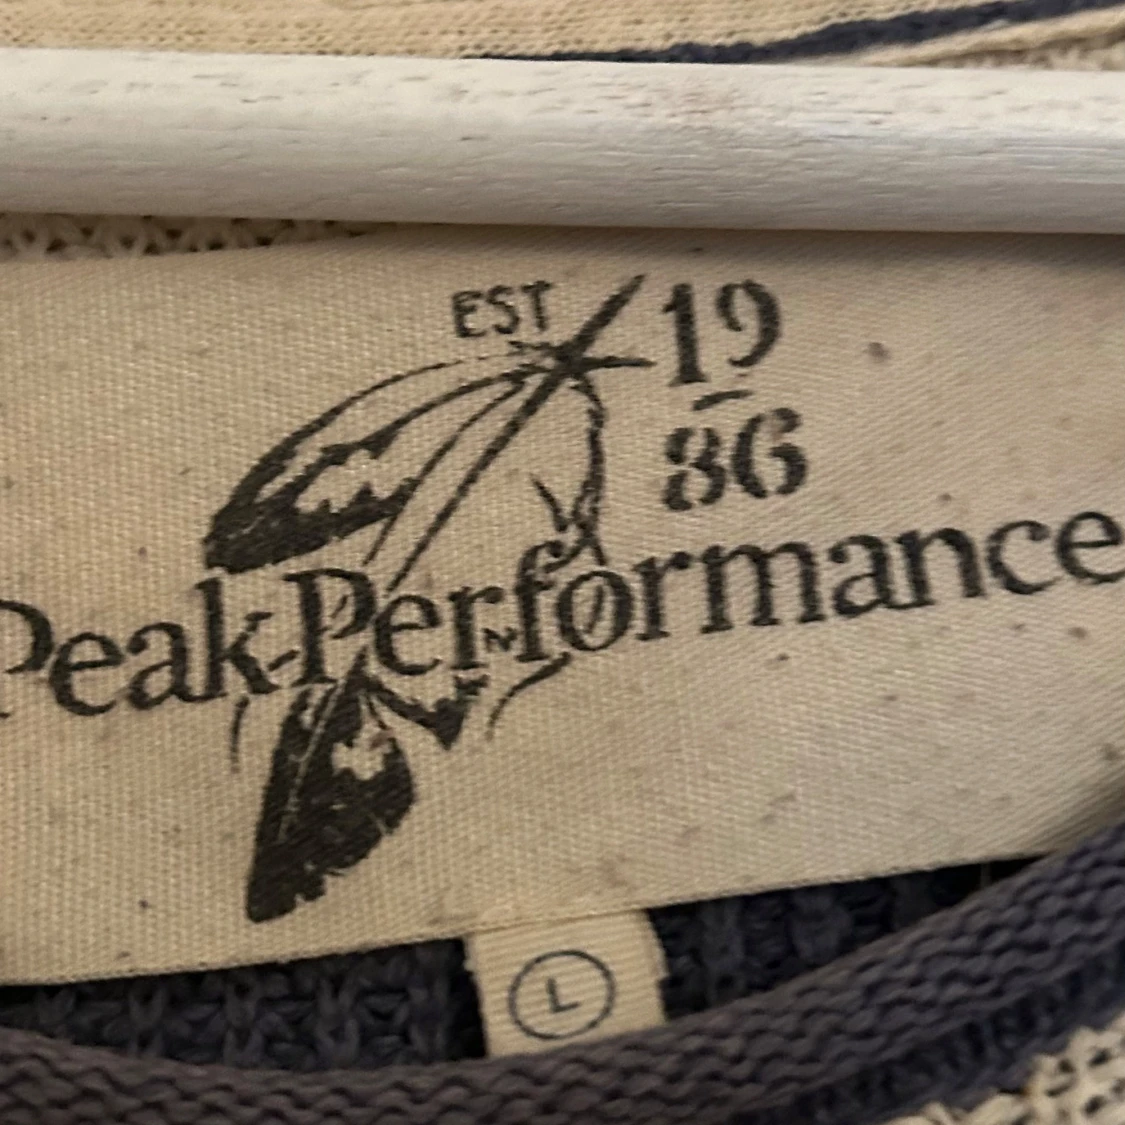 EST 19
86
Peak Performance
L